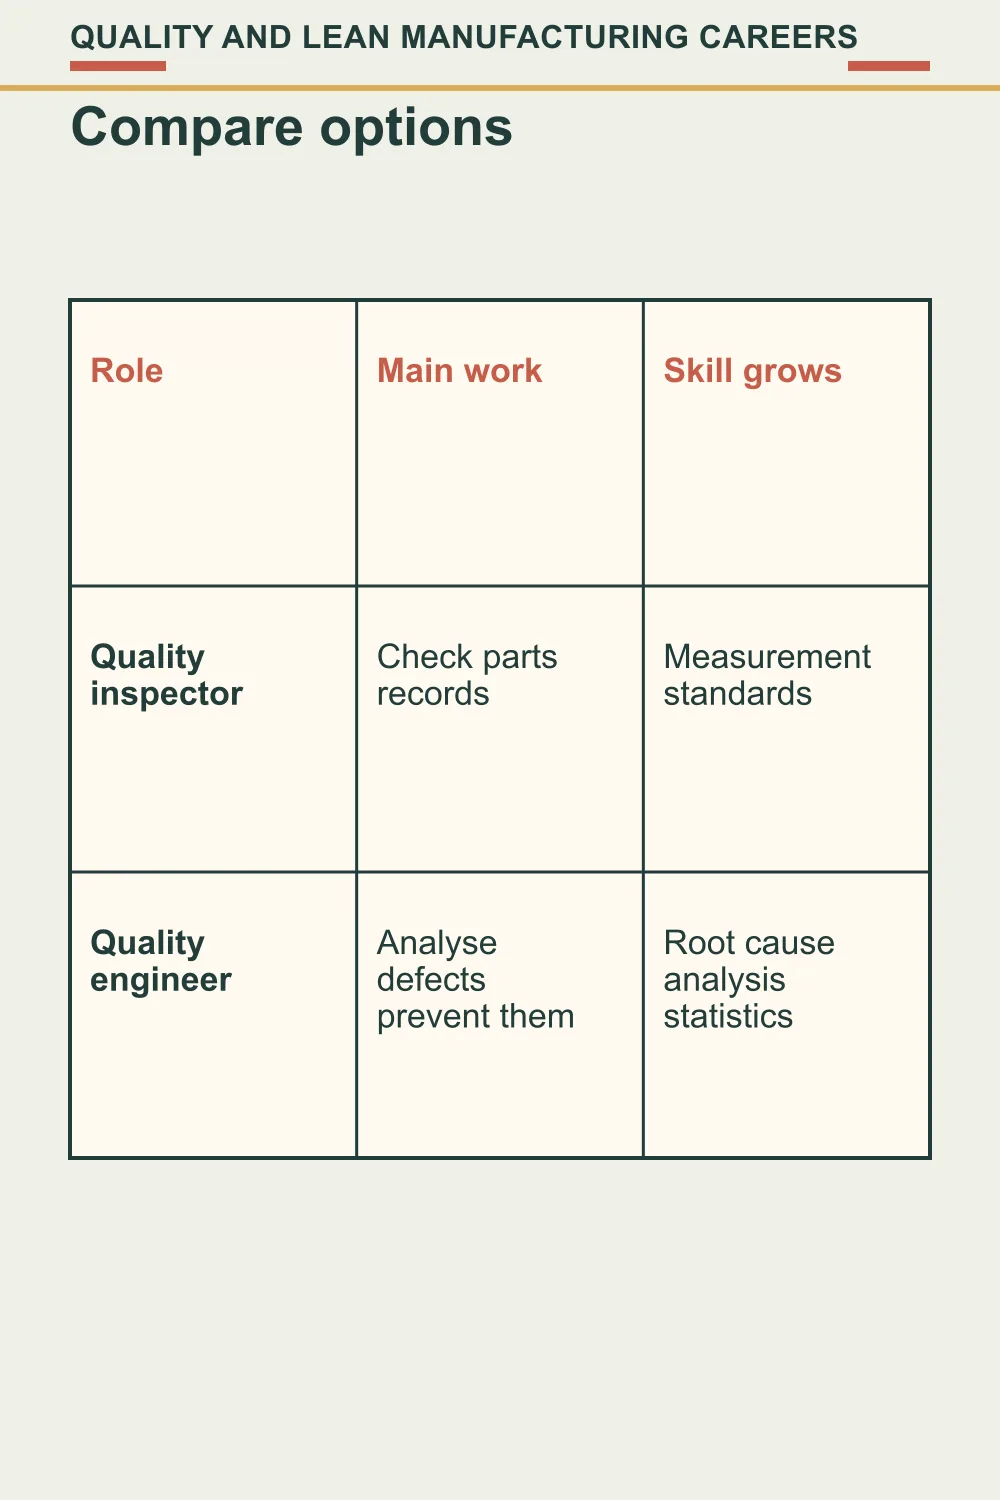 QUALITY AND LEAN MANUFACTURING CAREERS
Compare options
Role
Main work
Skill grows
Quality
inspector
Check parts
records
Measurement
standards
Quality
engineer
Analyse
defects
prevent them
Root cause
analysis
statistics